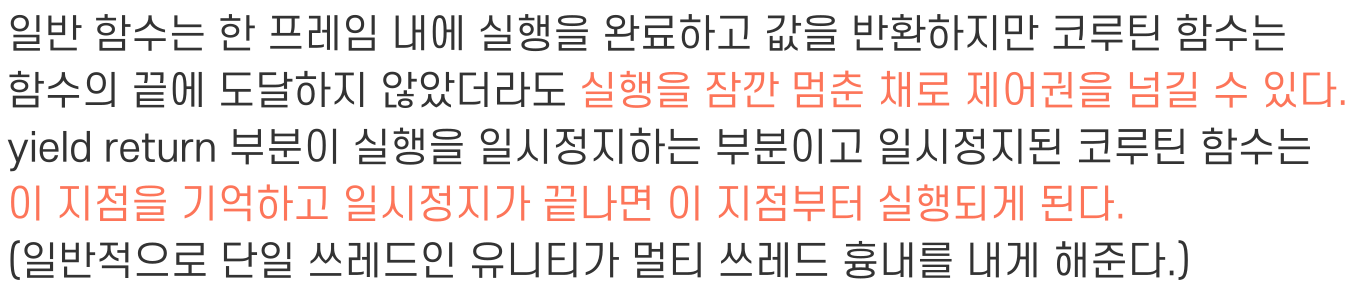 일반 함수는 한 프레임 내에 실행을 완료하고 값을 반환하지만 코루틴 함수는
함수의 끝에 도달하지 않았더라도 실행을 잠깐 멈춘 채로 제어권을 넘길 수 있다.
yield return 부분이 실행을 일시정지하는 부분이고 일시정지된 코루틴 함수는
이 지점을 기억하고 일시정지가 끝나면 이 지점부터 실행되게 된다.
(일반적으로 단일 쓰레드인 유니티가 멀티 쓰레드 흉내를 내게 해준다.)